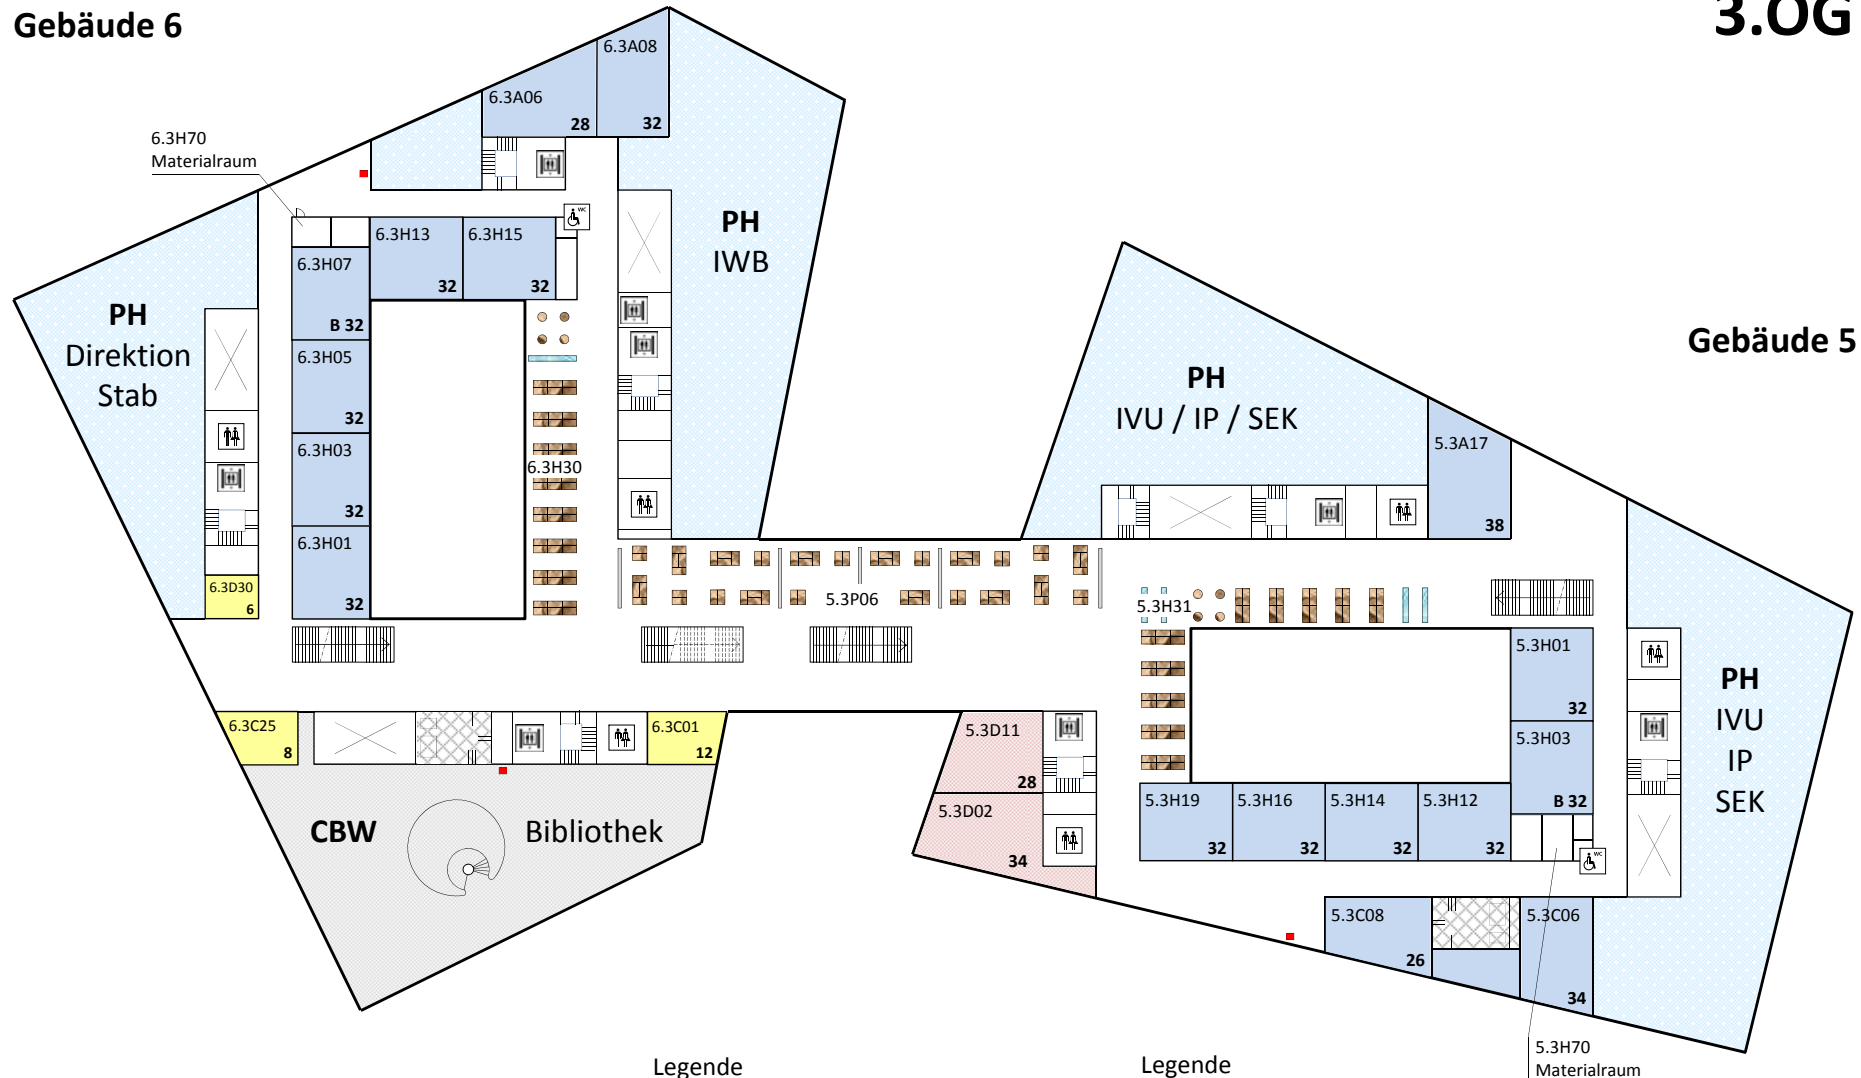 Gebäude 6
3.OG
6.3A08
32
6.3A06
28
6.3H70
Materialraum
6.3H13
32
6.3H15
32
WC
6.3H07
B 32
6.3H05
32
6.3H03
32
6.3H01
32
PH
IWB
PH
Direktion
Stab
6.3H30
6.3D30
6
Gebäude 5
PH
IVU / IP / SEK
5.3A17
38
5.3P06
5.3H31
5.3H01
32
5.3H03
B 32
PH
IVU
IP
SEK
6.3C25
8
6.3C01
12
CBW
Bibliothek
5.3D11
28
5.3D02
34
5.3H19
32
5.3H16
32
5.3H14
32
5.3H12
32
WC
5.3C08
26
5.3C06
34
5.3H70
Materialraum
Legende
Legende